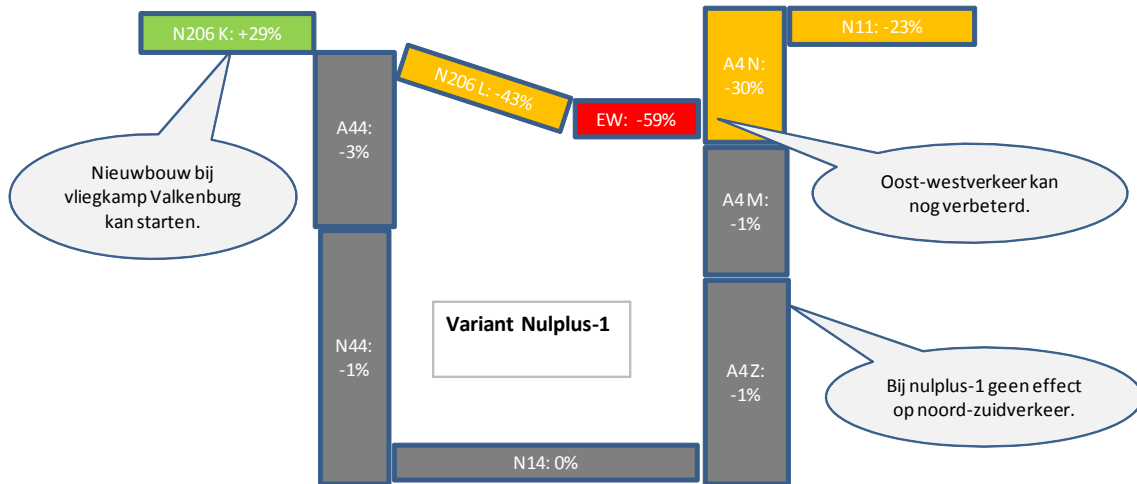 N206 K: +29%
N11: -23%
A4 N:
-30%
N206 L: -43%
EW: -59%
A44:
-3%
Nieuwbouw bij
vliegkamp Valkenburg
kan starten.
Oost-westverkeer kan
nog verbeterd.
A4 M:
-1%
Variant Nulplus-1
N44:
-1%
A4 Z:
-1%
Bij nulplus-1 geen effect
op noord-zuidverkeer.
N14: 0%